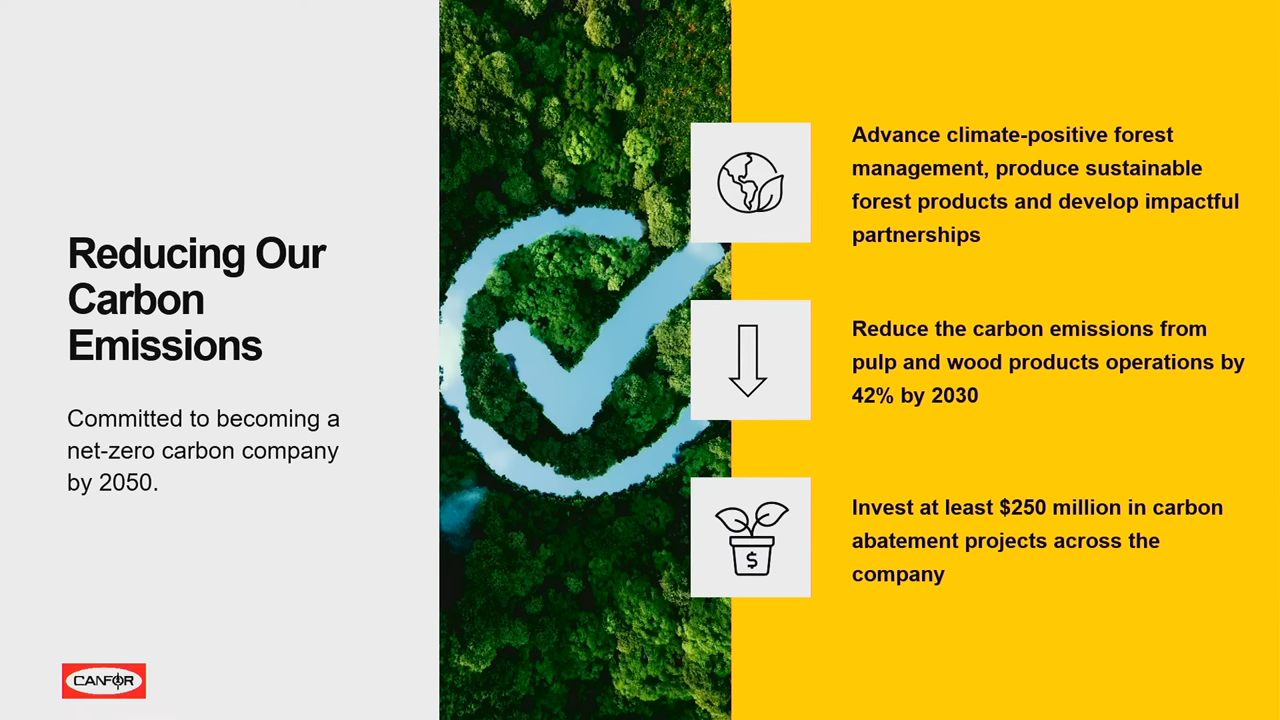 Reducing Our
Carbon
Emissions
Committed to becoming a
net-zero carbon company
by 2050.
CANFOR
Advance climate-positive forest
management, produce sustainable
forest products and develop impactful
partnerships
Reduce the carbon emissions from
pulp and wood products operations by
42% by 2030
$
Invest at least $250 million in carbon
abatement projects across the
company